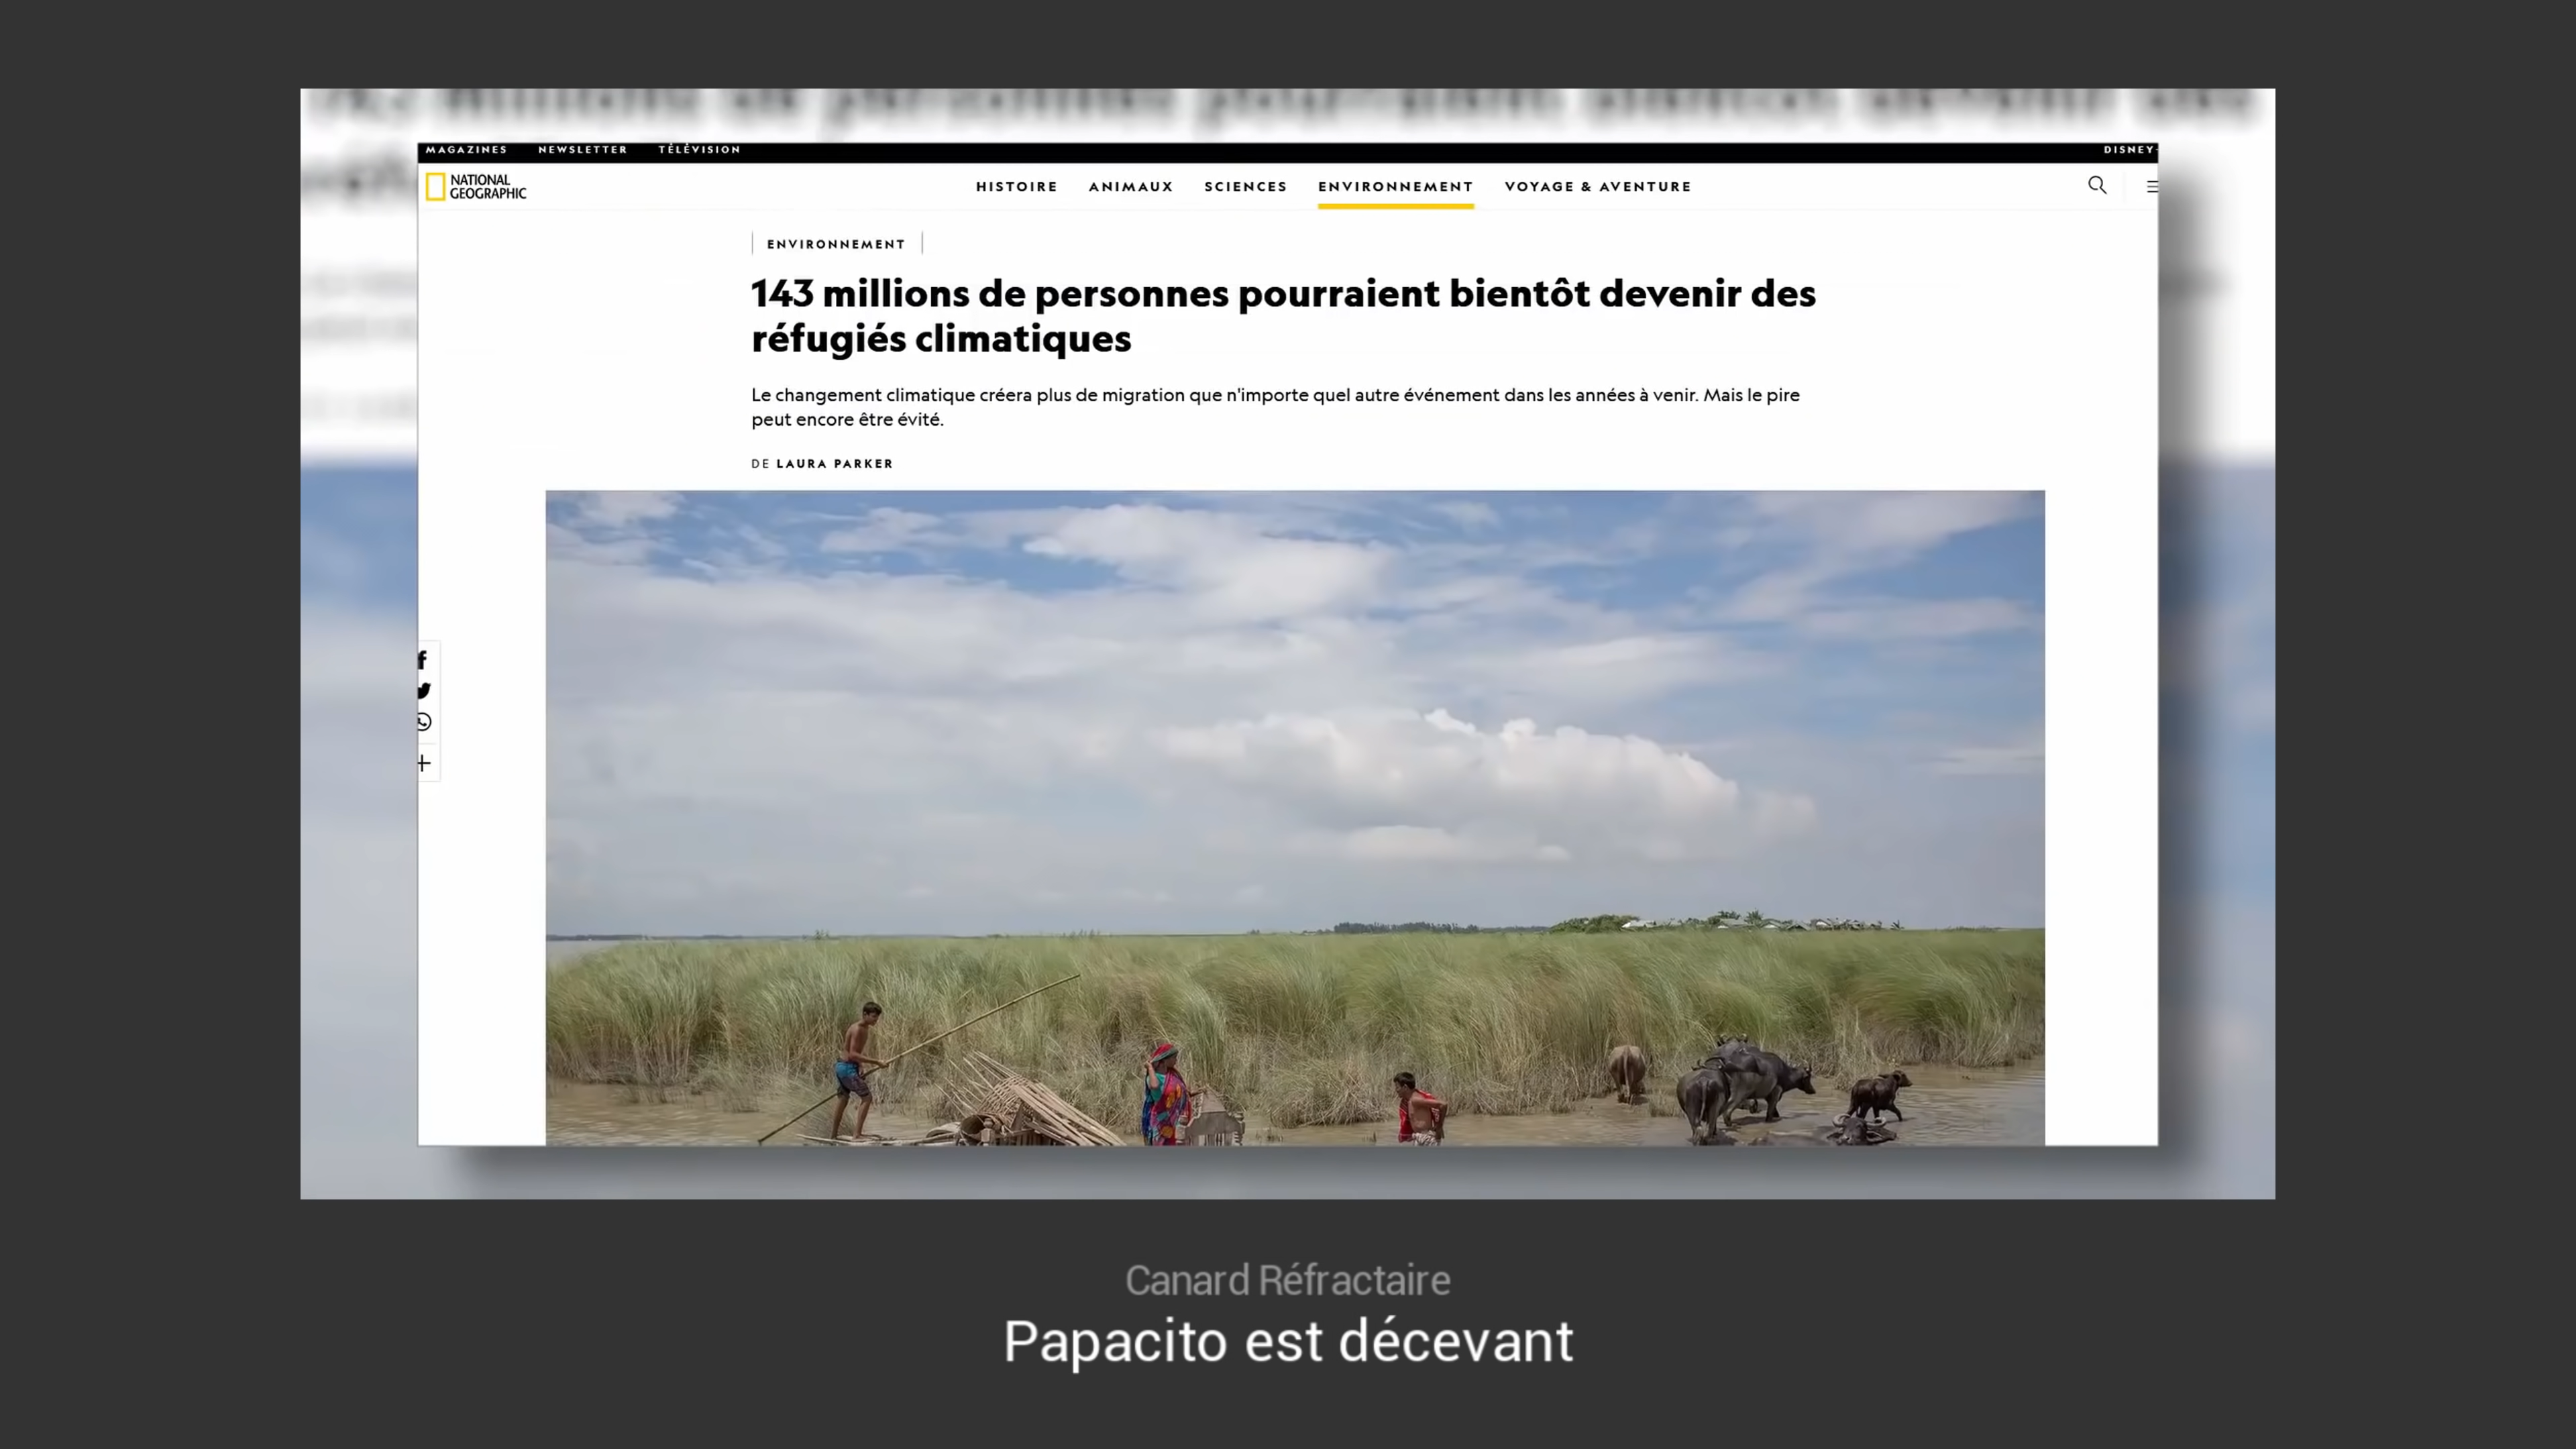 MAGAZINES NEWSLETTER TÉLÉVISION DISNEY
NATIONAL
GEOGRAPHIC
HISTOIRE ANIMAUX SCIENCES ENVIRONNEMENT VOYAGE & AVENTURE
ENVIRONNEMENT
143 millions de personnes pourraient bientôt devenir des
réfugiés climatiques
Le changement climatique créera plus de migration que n'importe quel autre événement dans les années à venir. Mais le pire
peut encore être évité.
DE LAURA PARKER
Canard Réfractaire
Papacito est décevant